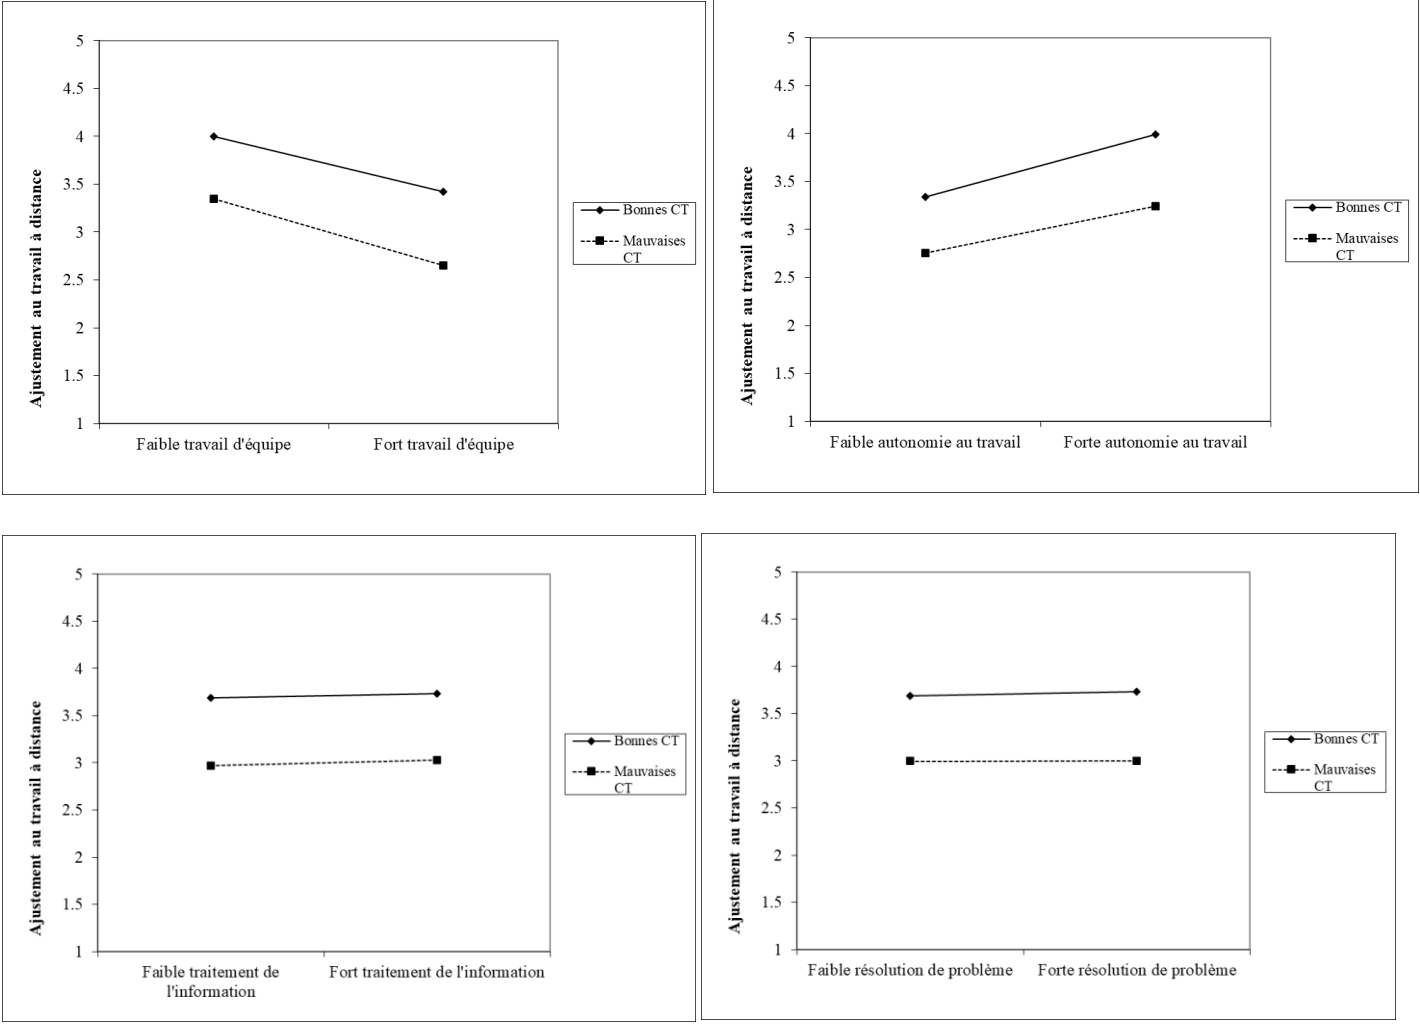 5
4.5
4
3.5
3
2.5
2
1.5
1
Ajustement au travail à distance
Faible travail d'équipe
Fort travail d'équipe
Bonnes CT
Mauvaises
CT
5
4.5
4
3.5
3
2.5
2
1.5
1
Ajustement au travail à distance
Faible autonomie au travail
Forte autonomie au travail
Bonnes CT
Mauvaises
CT
5
4.5
4
3.5
3
2.5
2
1.5
1
Ajustement au travail à distance
Faible traitement de
l'information
Fort traitement de l'information
Bonnes CT
Mauvaises
CT
5
4.5
4
3.5
3
2.5
2
1.5
1
Ajustement au travail à distance
Faible résolution de problème
Forte résolution de problème
Bonnes CT
Mauvaises
CT